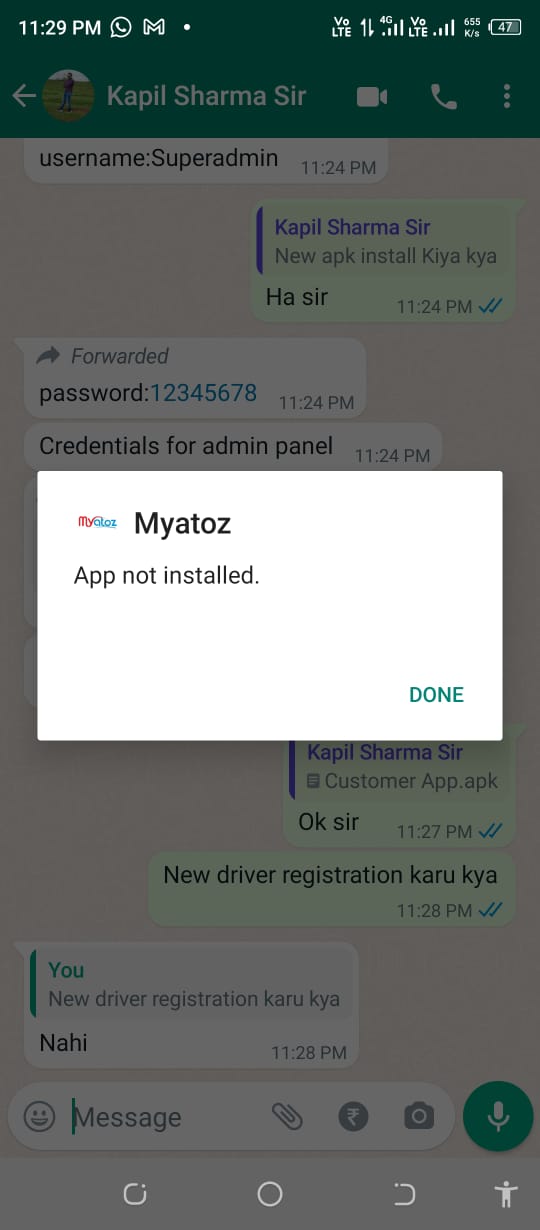 11:29 PM
Vo LTE 4G Vo LTE 655 K/s 47
Kapil Sharma Sir
username:Superadmin 11:24 PM
Kapil Sharma Sir
New apk install Kiya kya
Ha sir 11:24 PM
Forwarded
password:12345678 11:24 PM
Credentials for admin panel 11:24 PM
Myatoz Myatoz
App not installed.
DONE
Kapil Sharma Sir
Customer App.apk
Ok sir 11:27 PM
New driver registration karu kya
11:28 PM
You
New driver registration karu kya
Nahi 11:28 PM
Message